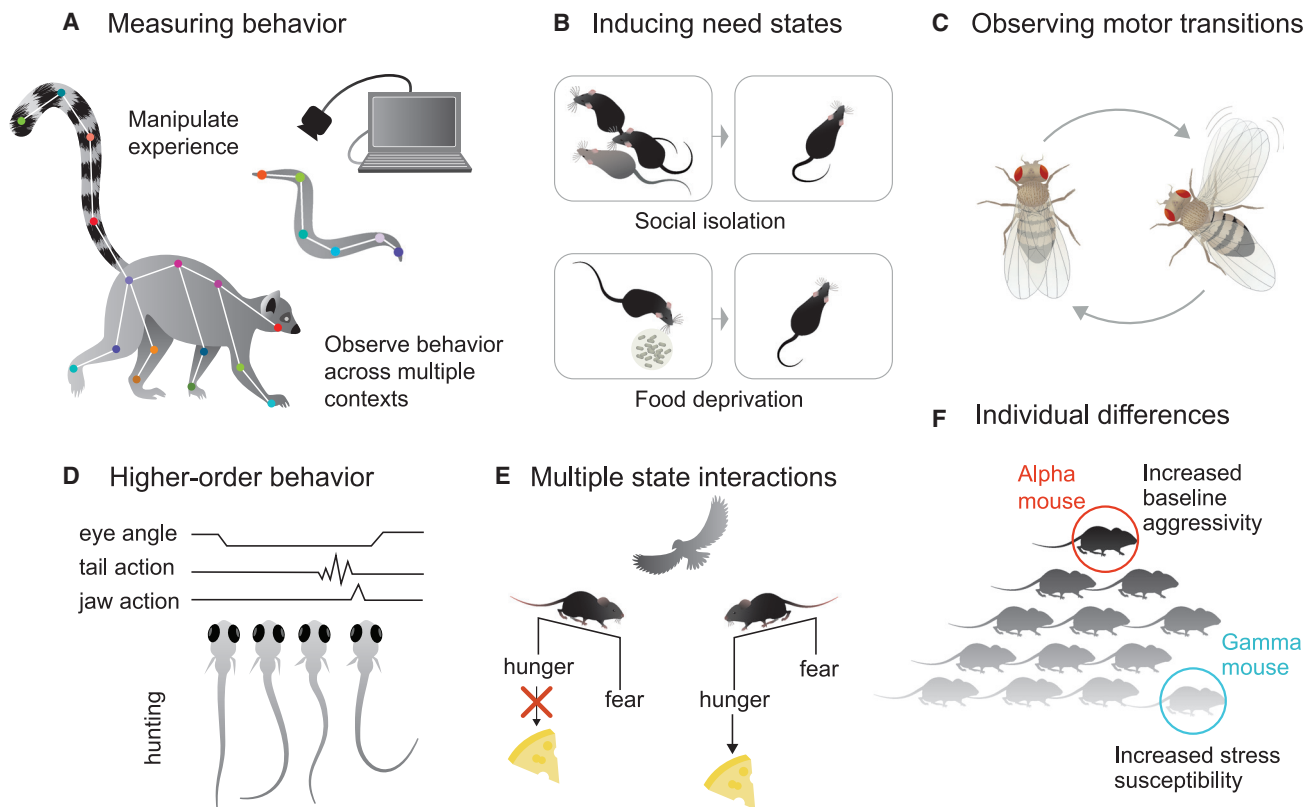 A Measuring behavior
Manipulate
experience
Observe behavior
across multiple
contexts
B Inducing need states
Social isolation
Food deprivation
C Observing motor transitions
D Higher-order behavior
eye angle
tail action
jaw action
hunting
E Multiple state interactions
hunger
fear
fear
hunger
F Individual differences
Alpha
mouse
Increased
baseline
aggressivity
Gamma
mouse
Increased stress
susceptibility